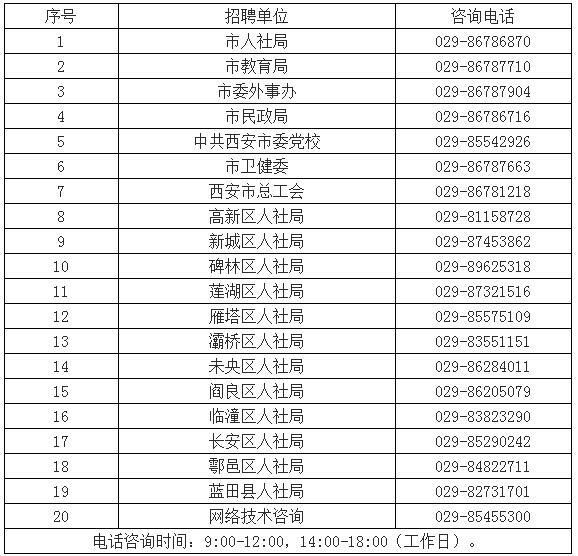 序号 招聘单位 咨询电话
1 市人社局 029-86786870
2 市教育局 029-86787710
3 市委外事办 029-86787904
4 市民政局 029-86786716
5 中共西安市委党校 029-85542926
6 市卫健委 029-86787663
7 西安市总工会 029-86781218
8 高新区人社局 029-81158728
9 新城区人社局 029-87453862
10 碑林区人社局 029-89625318
11 莲湖区人社局 029-87321516
12 雁塔区人社局 029-85575109
13 灞桥区人社局 029-83551151
14 未央区人社局 029-86284011
15 阎良区人社局 029-86205079
16 临潼区人社局 029-83823290
17 长安区人社局 029-85290242
18 鄠邑区人社局 029-84822711
19 蓝田县人社局 029-82731701
20 网络技术咨询 029-85455300
电话咨询时间：9:00-12:00，14:00-18:00（工作日）。